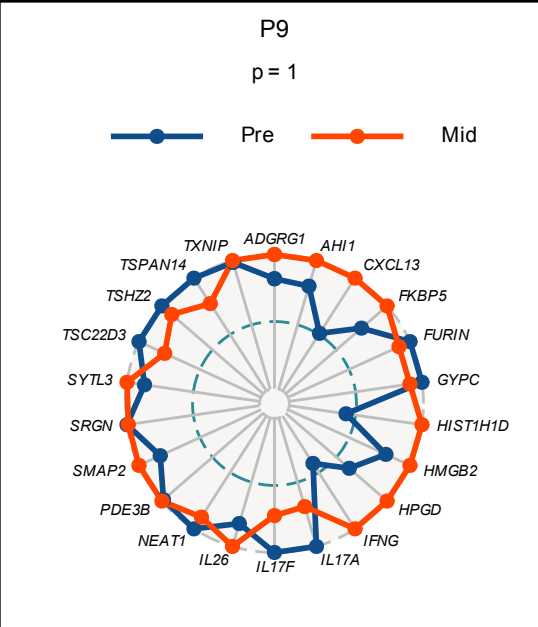 P9
p = 1
Pre
Mid
ADGRG1
AHI1
CXCL13
FKBP5
FURIN
GYPC
HIST1H1D
HMGB2
HPGD
IFNG
IL17A
IL17F
IL26
NEAT1
PDE3B
SMAP2
SRGN
SYTL3
TSC22D3
TSHZ2
TSPAN14
TXNIP